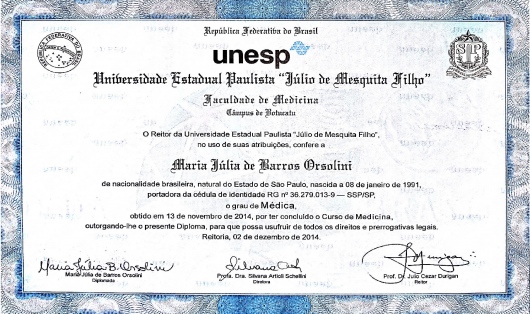 República Federativa do Brasil
unesp
Universidade Estadual Paulista "Júlio de Mesquita Filho"
Faculdade de Medicina
Câmpus de Botucatu
O Reitor da Universidade Estadual Paulista "Júlio de Mesquita Filho",
no uso de suas atribuições, confere a
Maria Júlia de Barros Orsolini
de nacionalidade brasileira, natural do Estado de São Paulo, nascida a 08 de janeiro de 1991,
portadora da cédula de identidade RG nº 36.279.013-9 — SSP/SP,
o grau de Médica,
obtido em 13 de novembro de 2014, por ter concluído o Curso de Medicina,
outorgando-lhe o presente Diploma, para que possa usufruir de todos os direitos e prerrogativas legais.
Reitoria, 02 de dezembro de 2014.
Maria Júlia B. Orsolini
Maria Júlia de Barros Orsolini
Diplomada
Profa. Dra. Silvana Artioli Schellini
Diretora
Prof. Dr. Julio Cezar Durigan
Reitor